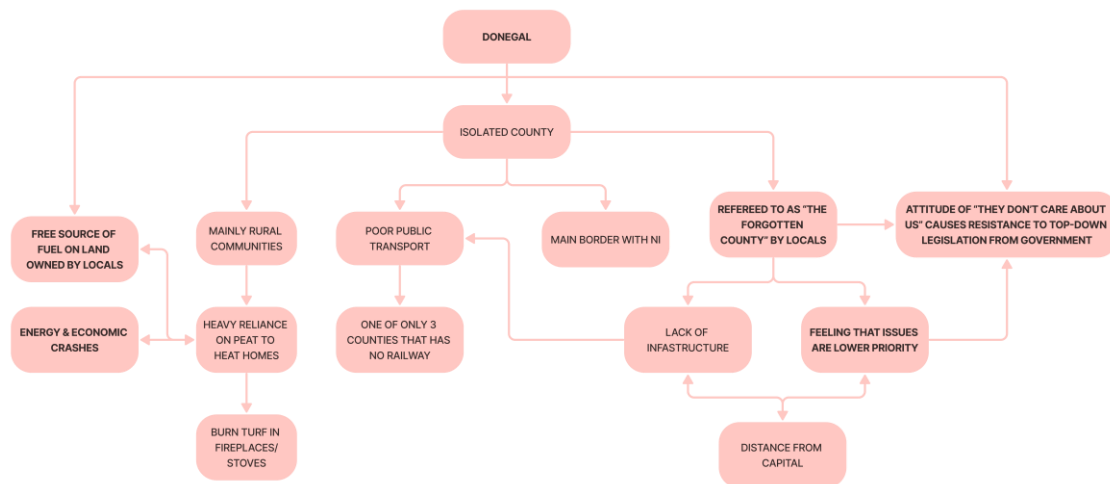 DONEGAL
ISOLATED COUNTY
FREE SOURCE OF
FUEL ON LAND
OWNED BY LOCALS
MAINLY RURAL
COMMUNITIES
POOR PUBLIC
TRANSPORT
MAIN BORDER WITH NI
REFEREED TO AS "THE
FORGOTTEN
COUNTY" BY LOCALS
ATTITUDE OF "THEY DON'T CARE ABOUT
US" CAUSES RESISTANCE TO TOP-DOWN
LEGISLATION FROM GOVERNMENT
ENERGY & ECONOMIC
CRASHES
HEAVY RELIANCE
ON PEAT TO
HEAT HOMES
ONE OF ONLY 3
COUNTIES THAT HAS
NO RAILWAY
LACK OF
INFASTRUCTURE
FEELING THAT ISSUES
ARE LOWER PRIORITY
BURN TURF IN
FIREPLACES/
STOVES
DISTANCE FROM
CAPITAL